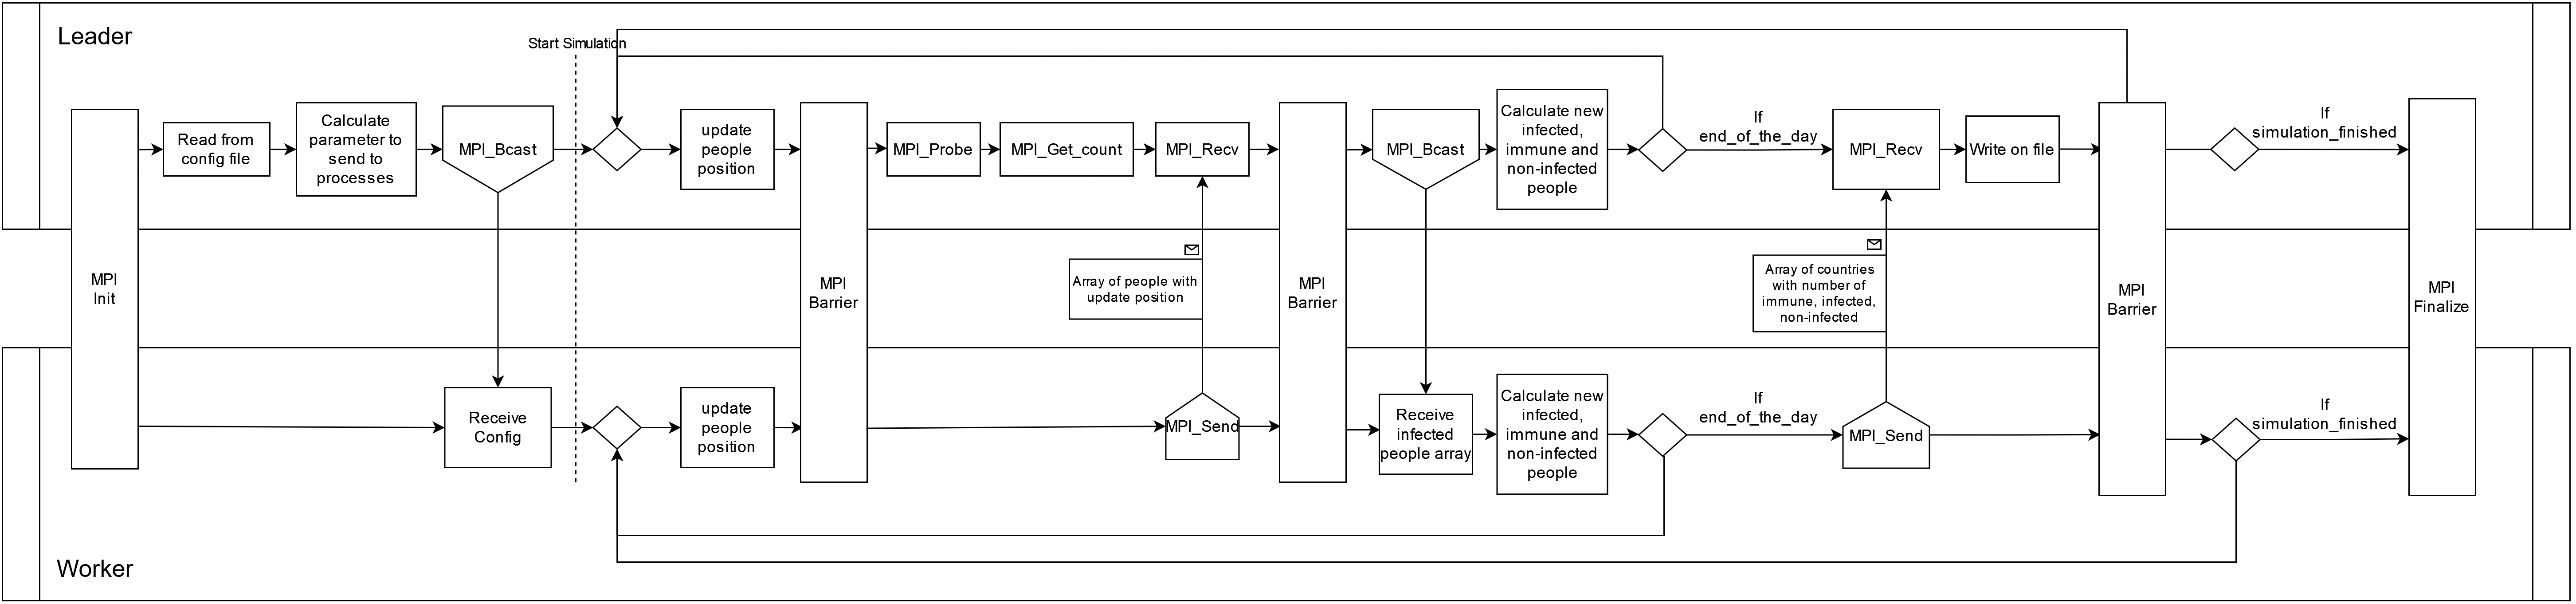 Leader
Start Simulation
MPI
Init
Read from
config file
Calculate
parameter to
send to
processes
MPI_Bcast
update
people
position
MPI
Barrier
MPI_Probe
MPI_Get_count
MPI_Recv
Array of people with
update position
MPI
Barrier
MPI_Bcast
Calculate new
infected,
immune and
non-infected
people
If
end_of_the_day
MPI_Recv
Write on file
Array of countries
with number of
immune, infected,
non-infected
MPI
Barrier
If
simulation_finished
MPI
Finalize
Receive
Config
update
people
position
MPI_Send
Receive
infected
people array
Calculate new
infected,
immune and
non-infected
people
If
end_of_the_day
MPI_Send
If
simulation_finished
Worker